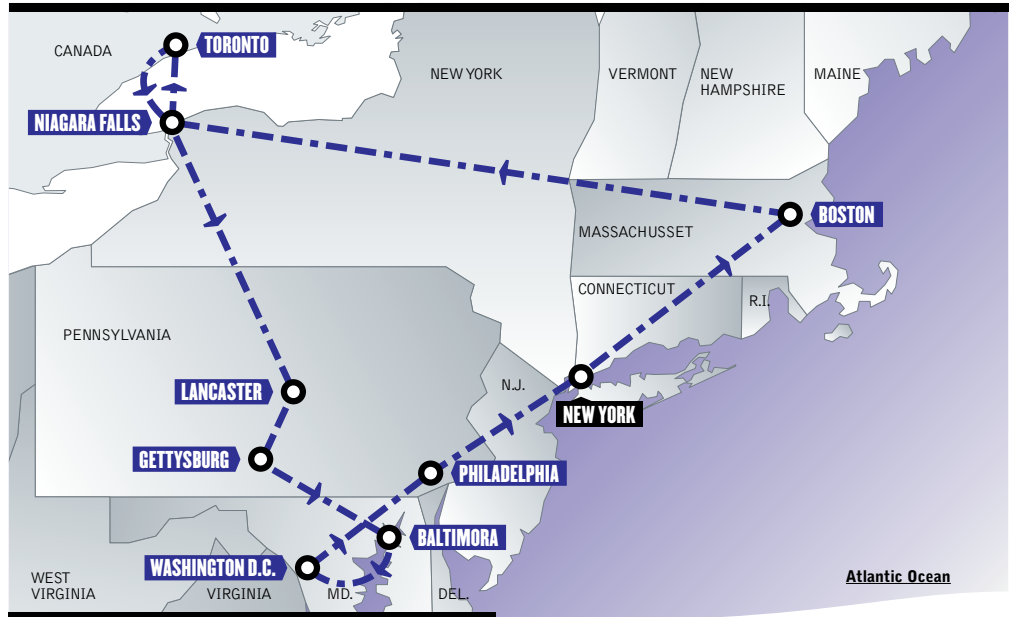 TORONTO
CANADA
NEW YORK
VERMONT
NEW
HAMPSHIRE
MAINE
NIAGARA FALLS
BOSTON
MASSACHUSSET
CONNECTICUT
R.I.
PENNSYLVANIA
LANCASTER
N.J.
NEW YORK
GETTYSBURG
PHILADELPHIA
BALTIMORA
WASHINGTON D.C.
WEST
VIRGINIA
VIRGINIA
MD.
DEL.
Atlantic Ocean